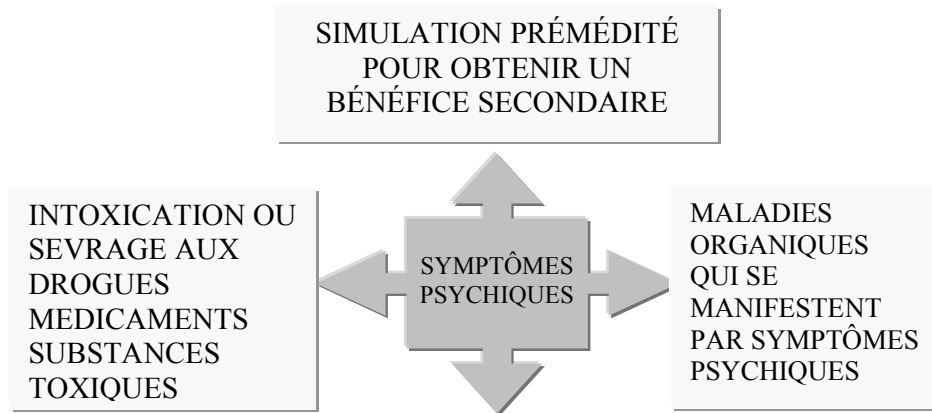 SIMULATION PRÉMÉDITÉ
POUR OBTENIR UN
BÉNÉFICE SECONDAIRE
INTOXICATION OU
SEVRAGE AUX
DROGUES
MEDICAMENTS
SUBSTANCES
TOXIQUES
SYMPTÔMES
PSYCHIQUES
MALADIES
ORGANIQUES
QUI SE
MANIFESTENT
PAR SYMPTÔMES
PSYCHIQUES